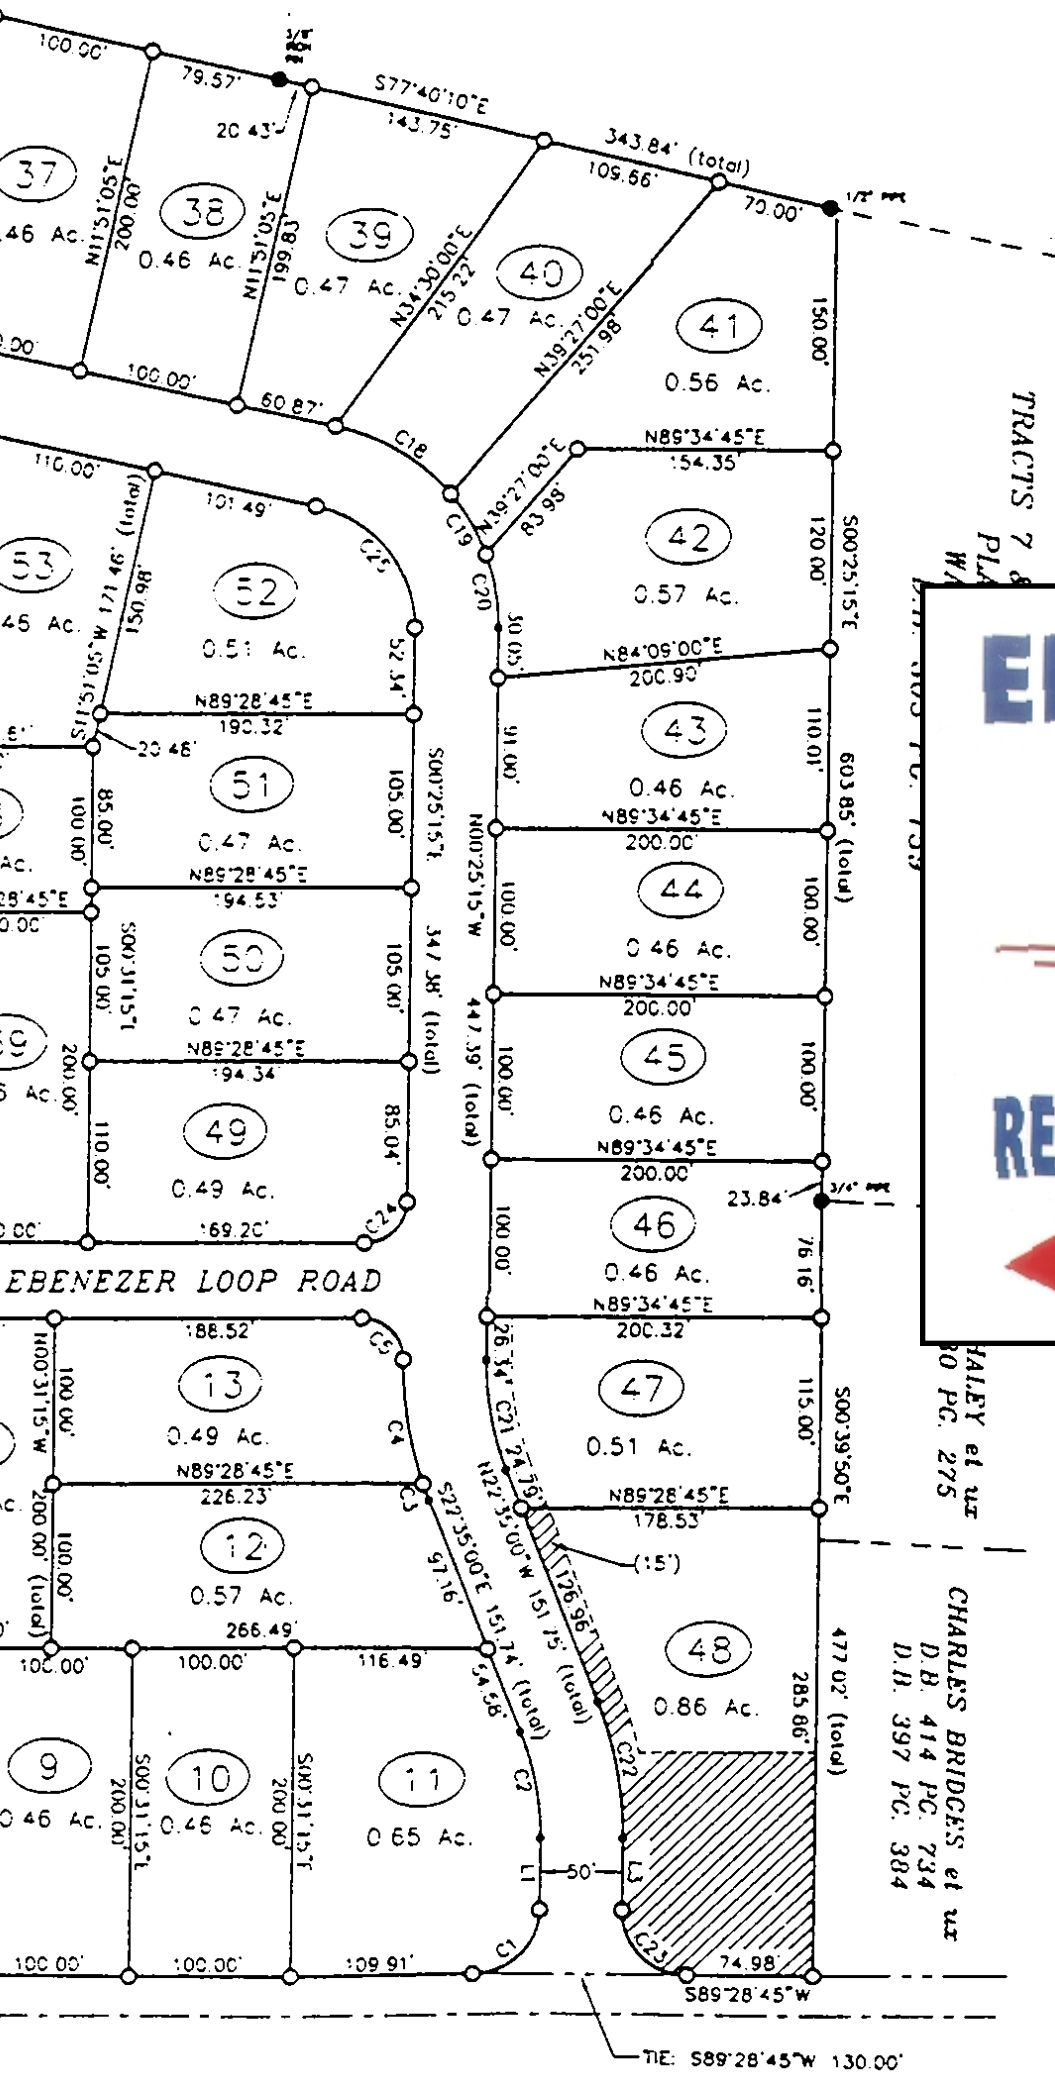 100.00'
79.57'
20.43'
3/8"
IRON
PIN
S77°40'10"E
143.75'
343.84' (total)
109.66'
70.00'
1/2" PIPE
37
.46 Ac.
N11°51'05"E
200.00'
38
0.46 Ac.
N11°51'05"E
199.83'
39
0.47 Ac.
N34°30'00"E
215.22'
40
0.47 Ac.
N39°27'00"E
251.98'
41
0.56 Ac.
150.00'
100.00'
60.87'
C18
N89°34'45"E
154.35'
TRACTS 7 &
110.00'
101.49'
C25
C19
N39°27'00"E
83.98'
C20
42
0.57 Ac.
120.00'
S00°25'15"E
53
S11°51'05"W 171.46' (total)
150.98'
52
0.51 Ac.
52.34'
30.05'
N84°09'00"E
200.90'
N89°28'45"E
190.32'
20.48'
43
0.46 Ac.
91.00'
110.01'
603.85' (total)
85.00'
100.00'
51
0.47 Ac.
105.00'
S00°25'15"E
N89°34'45"E
200.00'
N89°28'45"E
194.53'
N00°25'15"W
44
0.46 Ac.
100.00'
100.00'
28'45"E
S00°31'15"E
105.00'
50
0.47 Ac.
105.00'
347.38' (total)
N89°34'45"E
200.00'
447.39' (total)
N89°28'45"E
194.34'
45
0.46 Ac.
100.00'
100.00'
200.00'
110.00'
49
0.49 Ac.
85.04'
N89°34'45"E
200.00'
23.84'
3/4" PIPE
C24
169.20'
46
0.46 Ac.
100.00'
76.16'
EBENEZER LOOP ROAD
N89°34'45"E
200.32'
188.52'
C5
N00°31'15"W
100.00'
13
0.49 Ac.
C4
26.34'
C21
47
0.51 Ac.
115.00'
S00°39'50"E
HALEY et ux
PG. 275
N89°28'45"E
226.23'
C3
24.79'
N89°28'45"E
178.53'
200.00' (total)
100.00'
12
0.57 Ac.
S22°35'00"E 151.74' (total)
97.16'
N22°35'00"W 151.75' (total)
126.96'
(15')
266.49'
100.00'
100.00'
116.49'
54.58'
48
0.86 Ac.
285.86'
477.02' (total)
CHARLES BRIDGES et ux
D.B. 414 PG. 734
D.B. 397 PG. 384
9
0.46 Ac.
S00°31'15"E
200.00'
10
0.46 Ac.
S00°31'15"E
200.00'
11
0.65 Ac.
C2
C22
L1
50'
L3
C1
C23
100.00'
100.00'
109.91'
74.98'
S89°28'45"W
TIE: S89°28'45"W 130.00'
RE